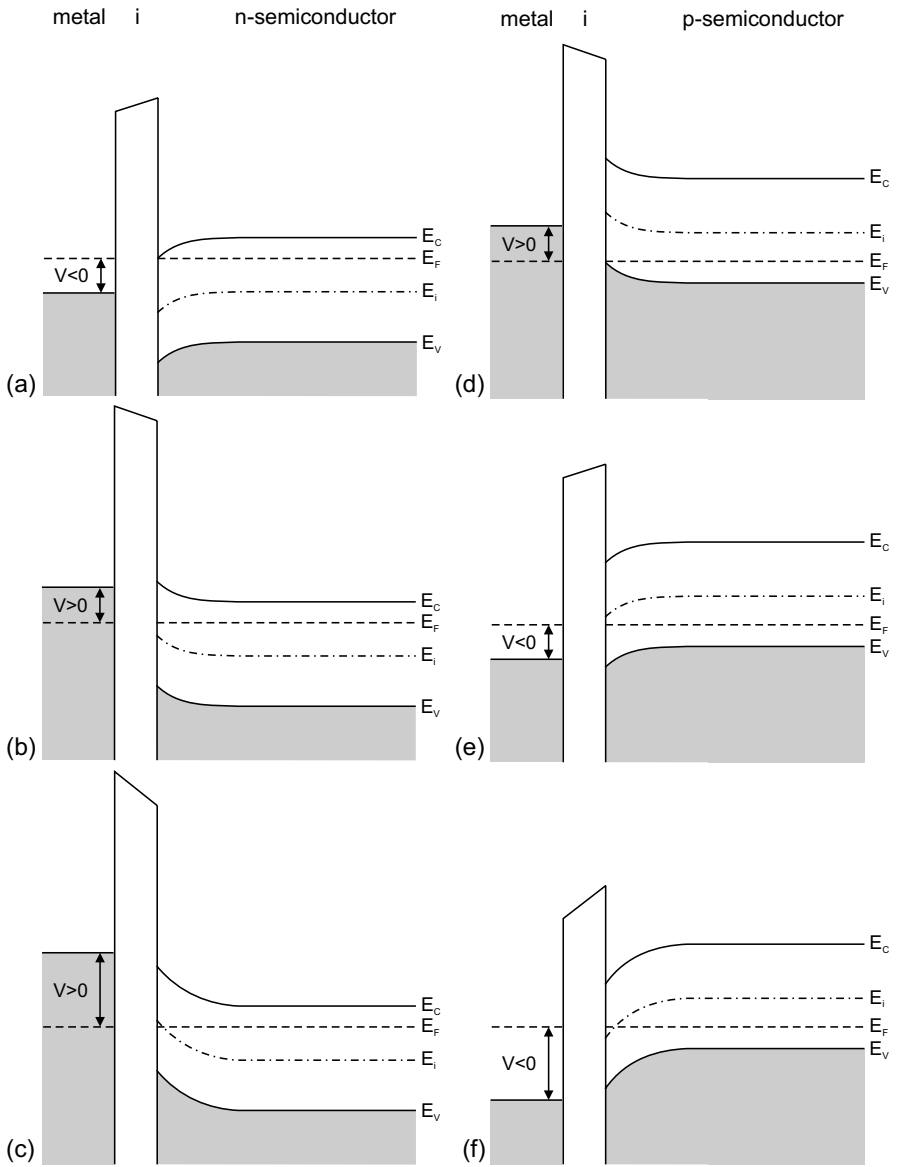 metal i n-semiconductor
V<0
E_C
E_F
E_i
E_V
(a)
V>0
E_C
E_F
E_i
E_V
(b)
V>0
E_C
E_F
E_i
E_V
(c)
metal i p-semiconductor
V>0
E_C
E_i
E_F
E_V
(d)
V<0
E_C
E_i
E_F
E_V
(e)
V<0
E_C
E_i
E_F
E_V
(f)